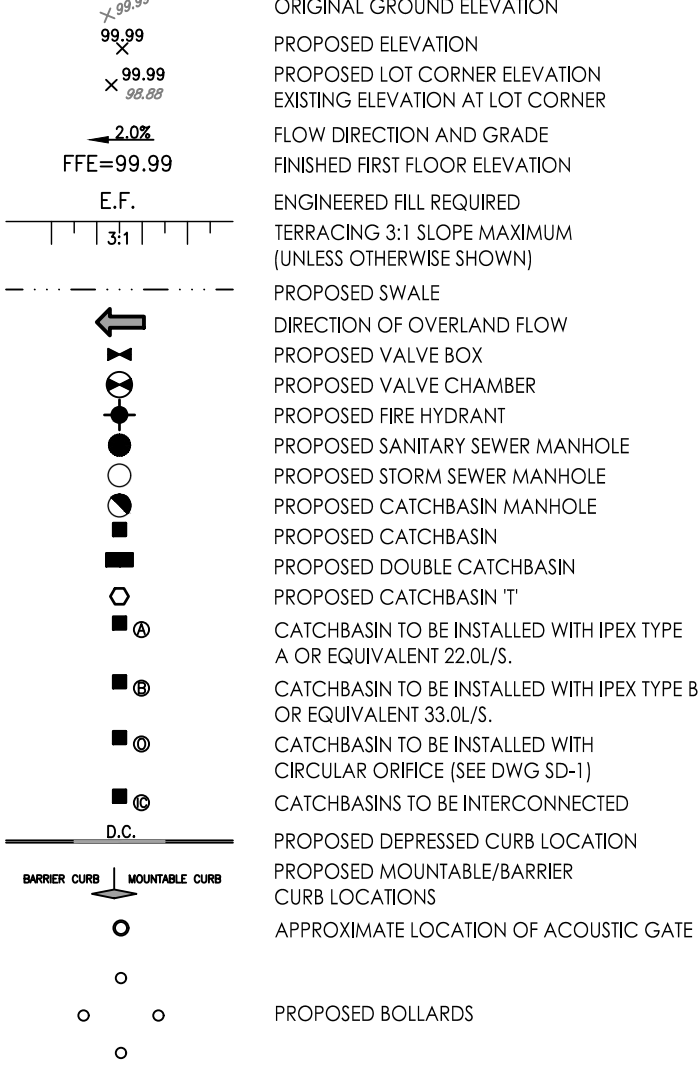 99.99 ORIGINAL GROUND ELEVATION
99.99 PROPOSED ELEVATION
99.99 PROPOSED LOT CORNER ELEVATION
98.88 EXISTING ELEVATION AT LOT CORNER
2.0% FLOW DIRECTION AND GRADE
FFE=99.99 FINISHED FIRST FLOOR ELEVATION
E.F. ENGINEERED FILL REQUIRED
3:1 TERRACING 3:1 SLOPE MAXIMUM
(UNLESS OTHERWISE SHOWN)
PROPOSED SWALE
DIRECTION OF OVERLAND FLOW
PROPOSED VALVE BOX
PROPOSED VALVE CHAMBER
PROPOSED FIRE HYDRANT
PROPOSED SANITARY SEWER MANHOLE
PROPOSED STORM SEWER MANHOLE
PROPOSED CATCHBASIN MANHOLE
PROPOSED CATCHBASIN
PROPOSED DOUBLE CATCHBASIN
PROPOSED CATCHBASIN 'T'
A CATCHBASIN TO BE INSTALLED WITH IPEX TYPE
A OR EQUIVALENT 22.0L/S.
B CATCHBASIN TO BE INSTALLED WITH IPEX TYPE B
OR EQUIVALENT 33.0L/S.
O CATCHBASIN TO BE INSTALLED WITH
CIRCULAR ORIFICE (SEE DWG SD-1)
IC CATCHBASINS TO BE INTERCONNECTED
D.C. PROPOSED DEPRESSED CURB LOCATION
BARRIER CURB MOUNTABLE CURB PROPOSED MOUNTABLE/BARRIER
CURB LOCATIONS
APPROXIMATE LOCATION OF ACOUSTIC GATE
PROPOSED BOLLARDS